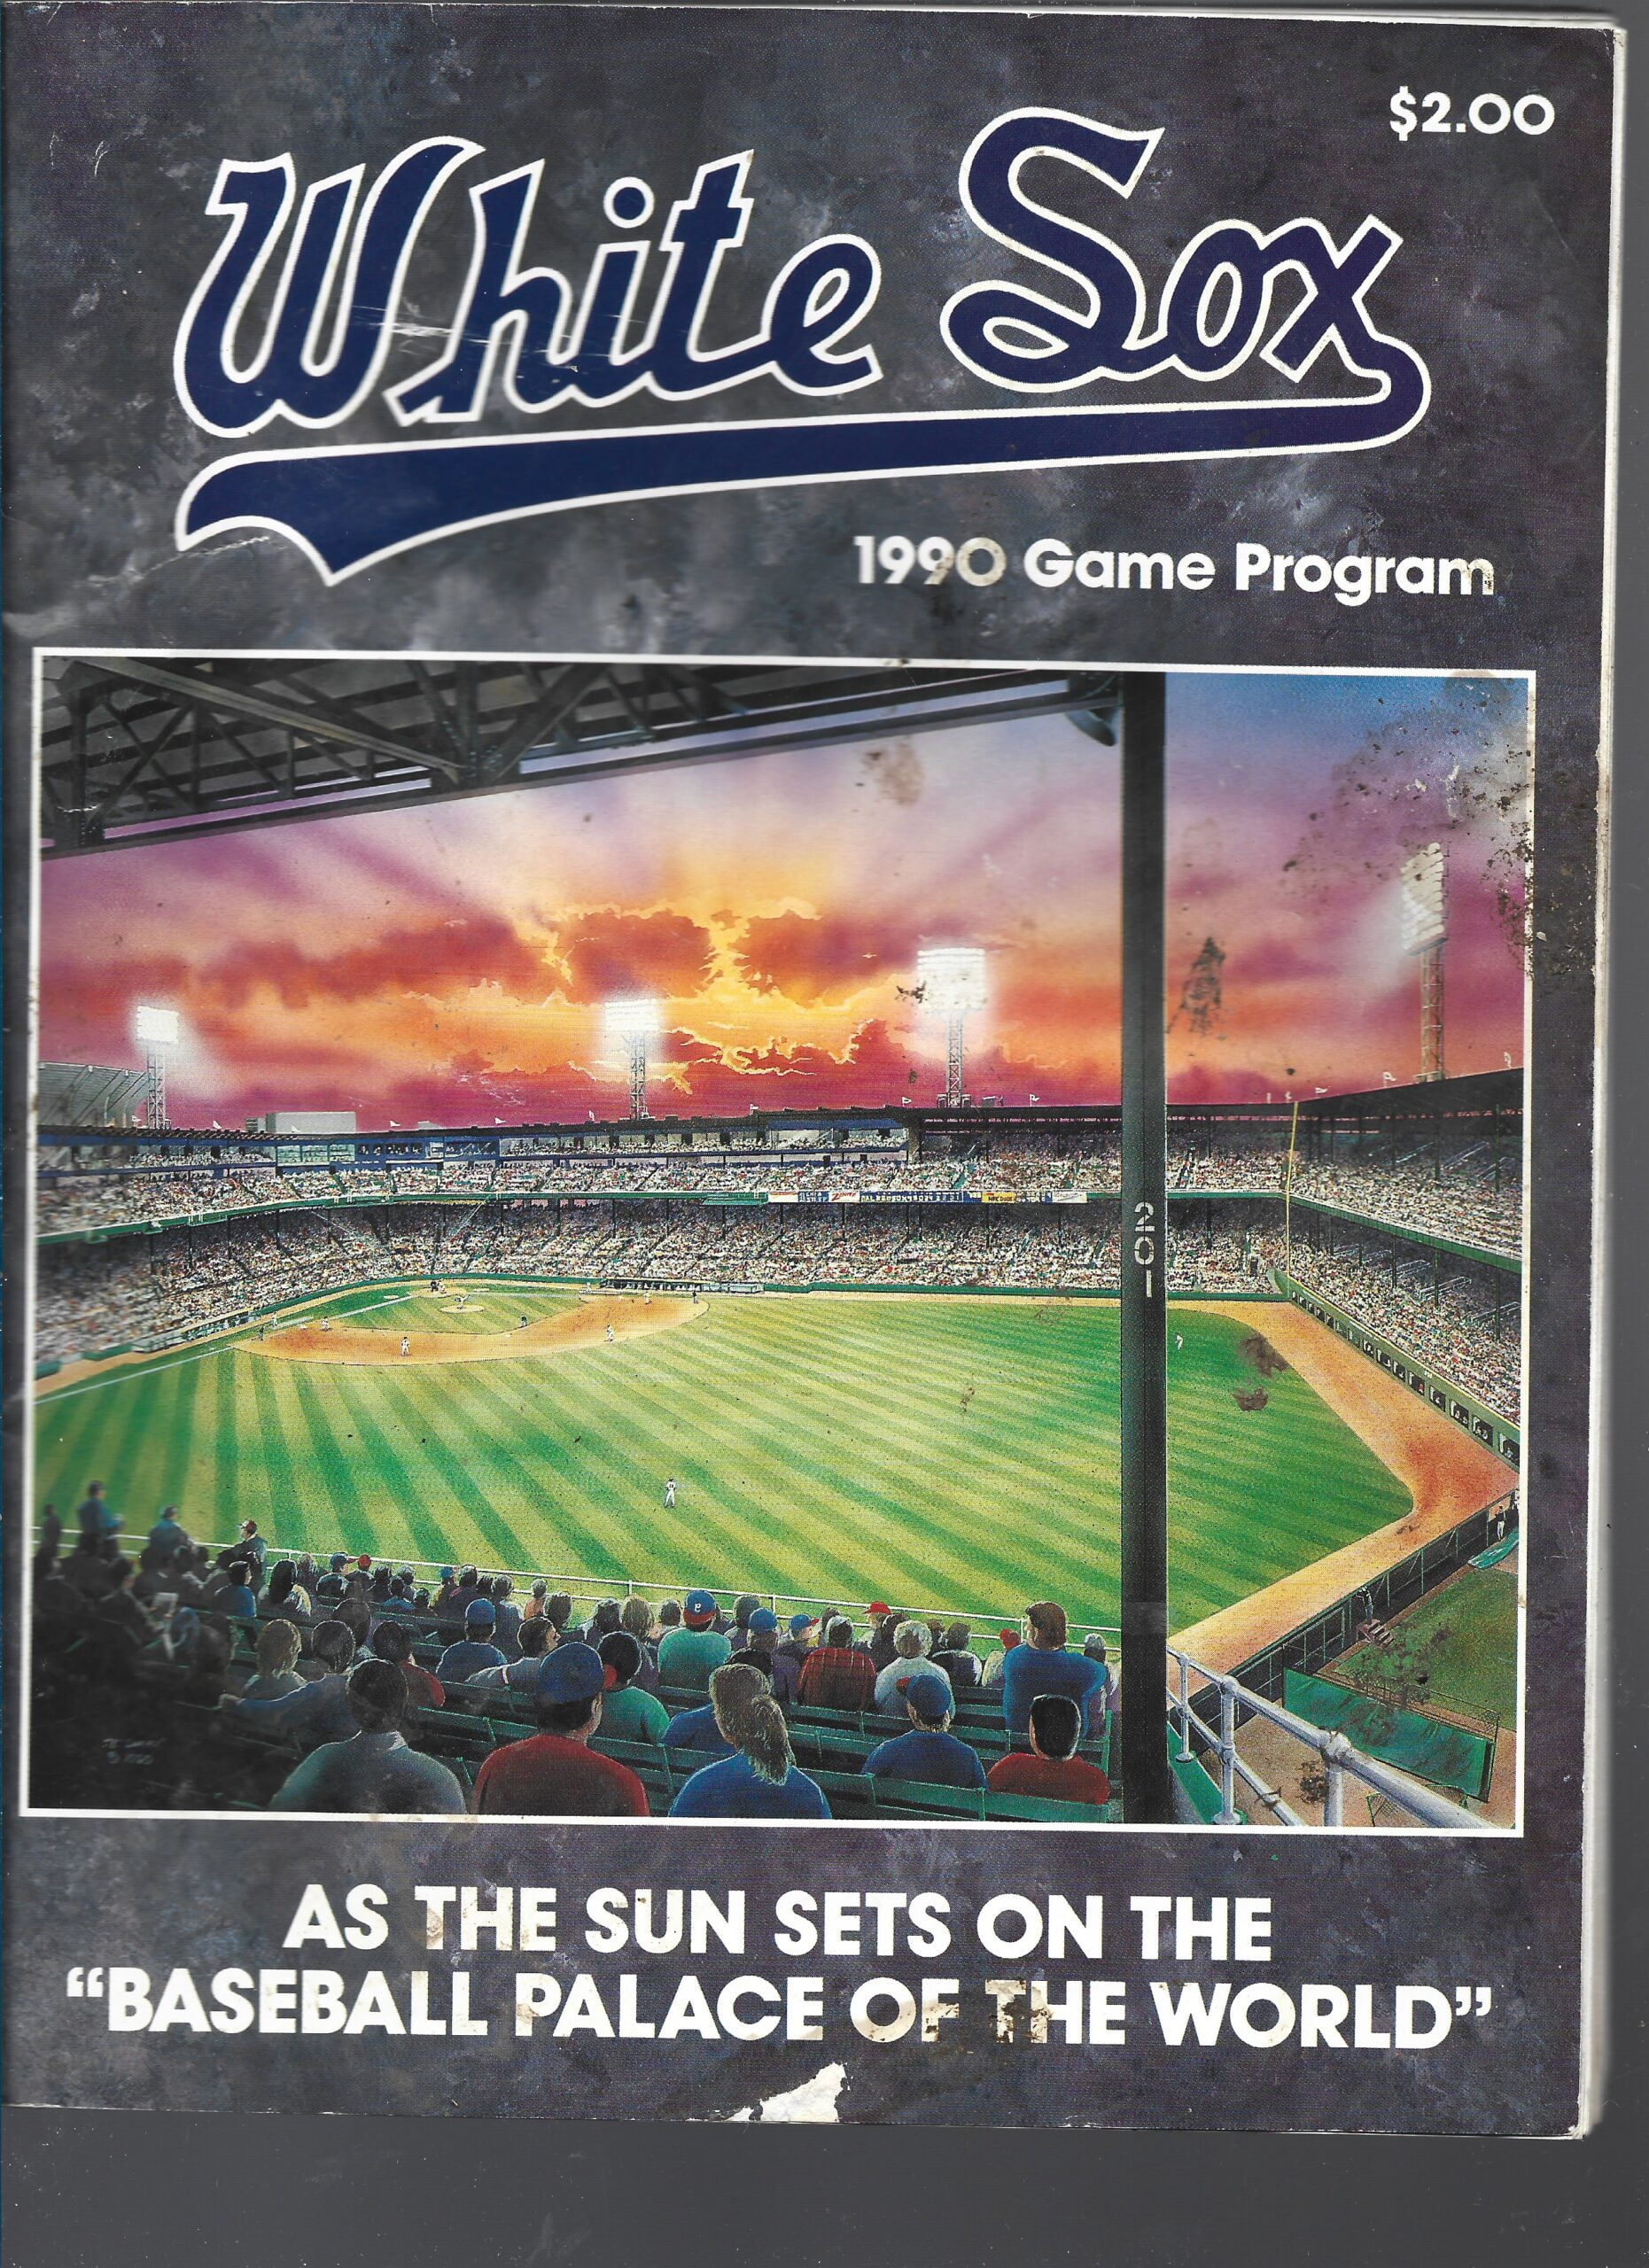 $2.00
White Sox
1990 Game Program
201
AS THE SUN SETS ON THE
“BASEBALL PALACE OF THE WORLD”